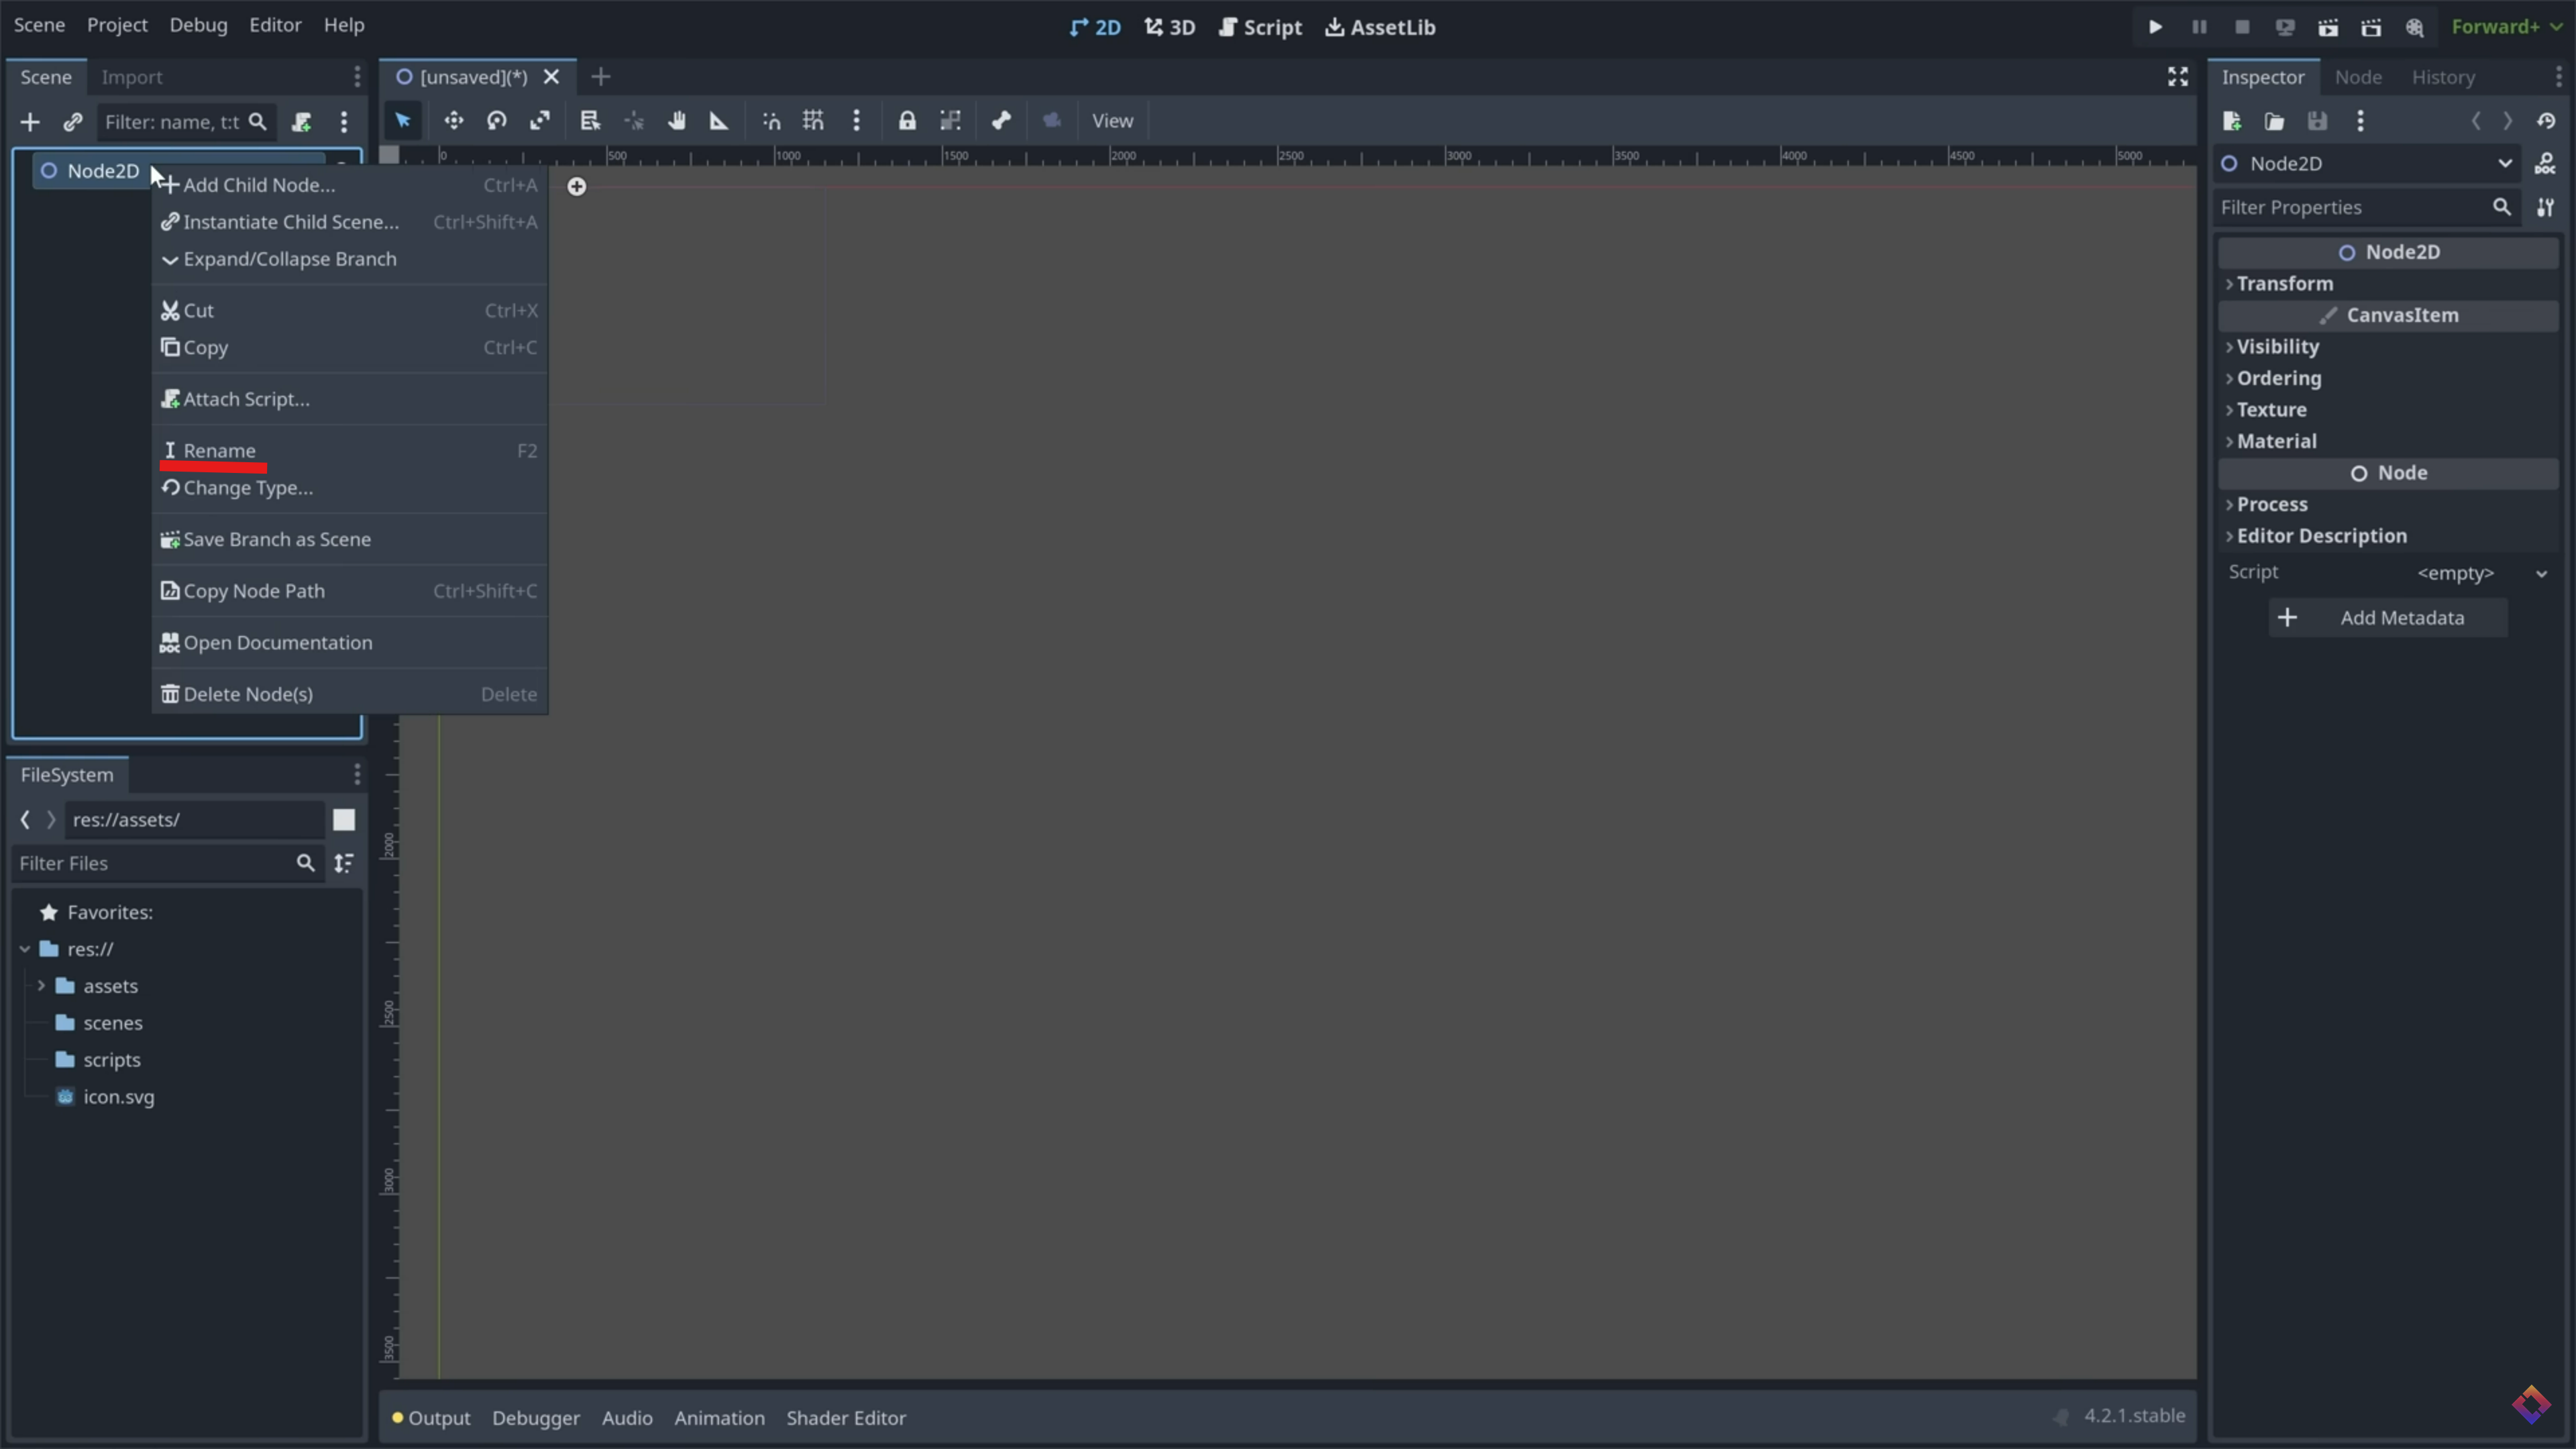 Scene Project Debug Editor Help
2D 3D Script AssetLib
Forward+
Scene Import
[unsaved](*)
Inspector Node History
Filter: name, t:t
View
Node2D
0 500 1000 1500 2000 2500 3000 3500 4000 4500 5000
Node2D
Add Child Node... Ctrl+A
Instantiate Child Scene... Ctrl+Shift+A
Expand/Collapse Branch
Cut Ctrl+X
Copy Ctrl+C
Attach Script...
Rename F2
Change Type...
Save Branch as Scene
Copy Node Path Ctrl+Shift+C
Open Documentation
Delete Node(s) Delete
2000
2500
3000
3500
Filter Properties
Node2D
Transform
CanvasItem
Visibility
Ordering
Texture
Material
Node
Process
Editor Description
Script <empty>
Add Metadata
DOC
DOC
FileSystem
res://assets/
Filter Files
Favorites:
res://
assets
scenes
scripts
icon.svg
Output Debugger Audio Animation Shader Editor
4.2.1.stable